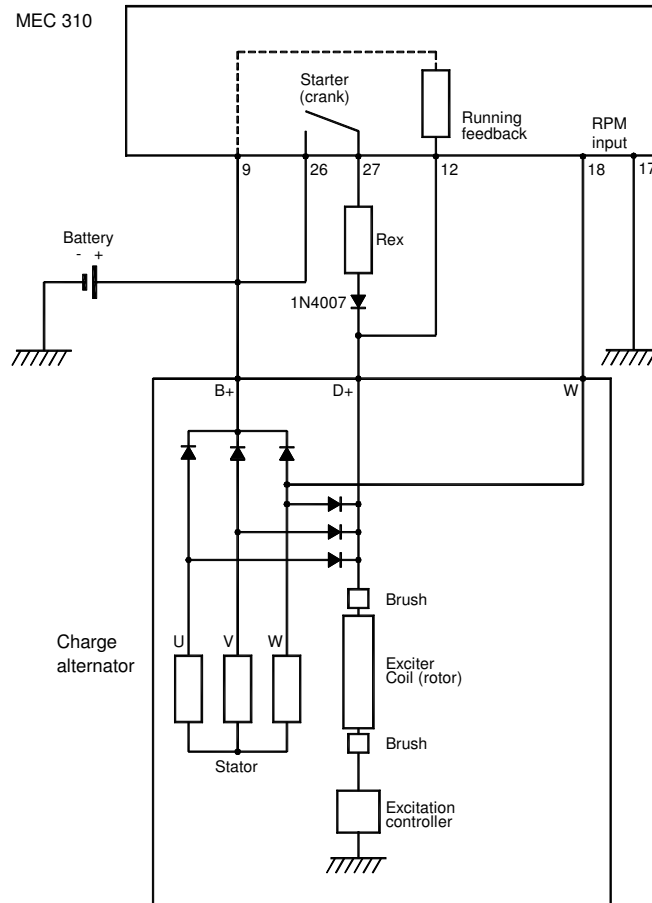 MEC 310
Starter
(crank)
Running
feedback
RPM
input
9
26
27
12
18
17
Battery
- +
Rex
1N4007
B+
D+
W
U
V
W
Charge
alternator
Brush
Exciter
Coil (rotor)
Brush
Stator
Excitation
controller